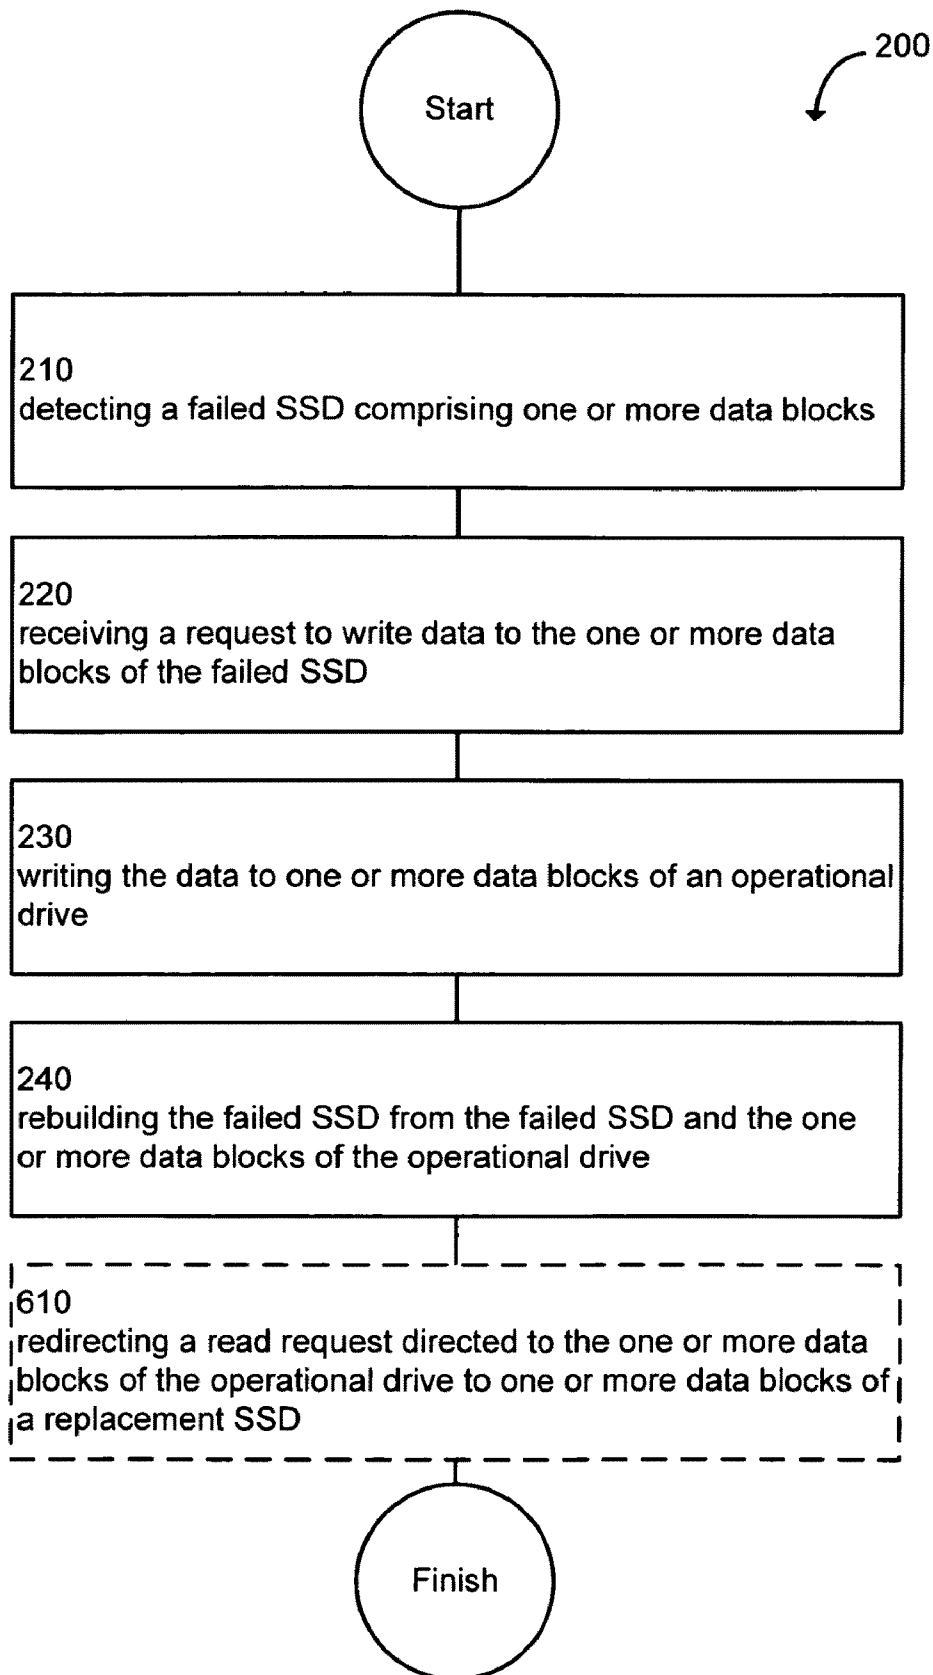 Start
200
210
detecting a failed SSD comprising one or more data blocks
220
receiving a request to write data to the one or more data
blocks of the failed SSD
230
writing the data to one or more data blocks of an operational
drive
240
rebuilding the failed SSD from the failed SSD and the one
or more data blocks of the operational drive
610
redirecting a read request directed to the one or more data
blocks of the operational drive to one or more data blocks of
a replacement SSD
Finish